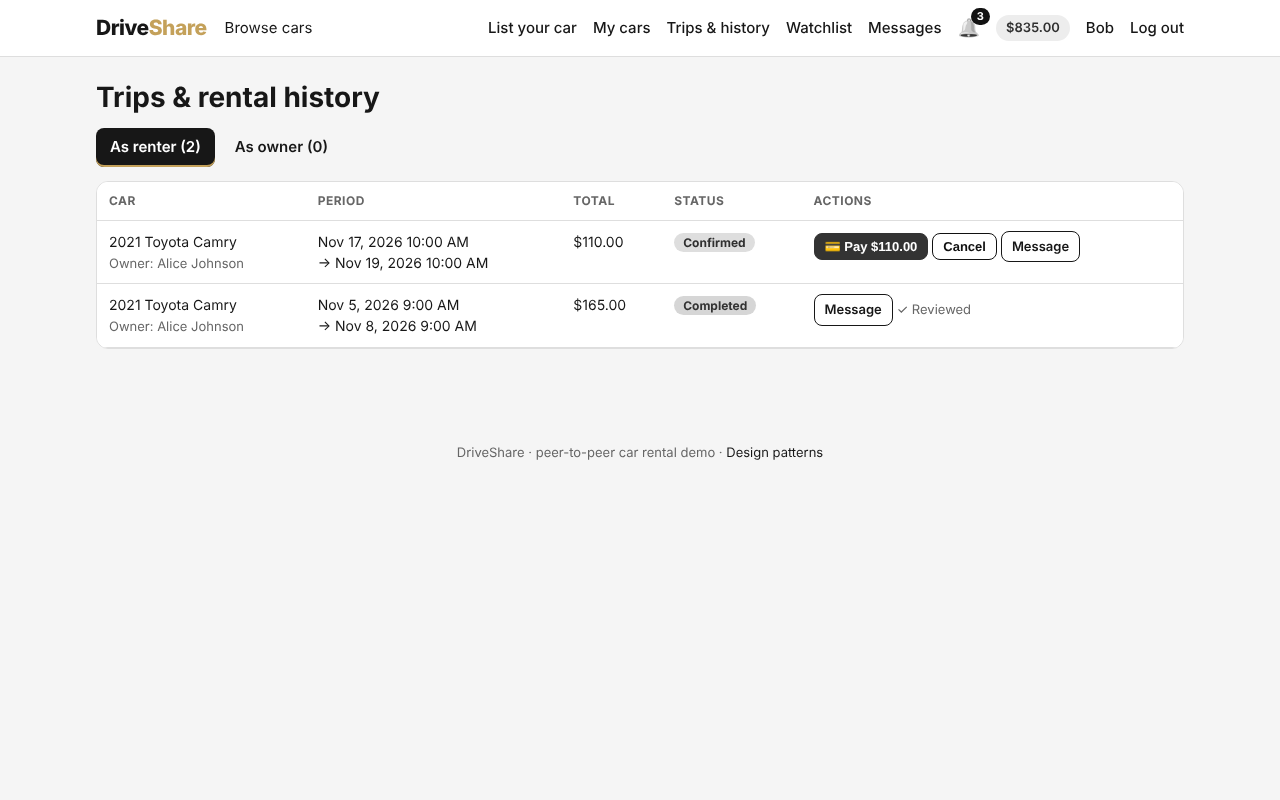 DriveShare Browse cars List your car My cars Trips & history Watchlist Messages 3 $835.00 Bob Log out
Trips & rental history
As renter (2) As owner (0)
CAR PERIOD TOTAL STATUS ACTIONS
2021 Toyota Camry Nov 17, 2026 10:00 AM $110.00 Confirmed 💳 Pay $110.00 Cancel Message
Owner: Alice Johnson → Nov 19, 2026 10:00 AM
2021 Toyota Camry Nov 5, 2026 9:00 AM $165.00 Completed Message ✓ Reviewed
Owner: Alice Johnson → Nov 8, 2026 9:00 AM
DriveShare · peer-to-peer car rental demo · Design patterns